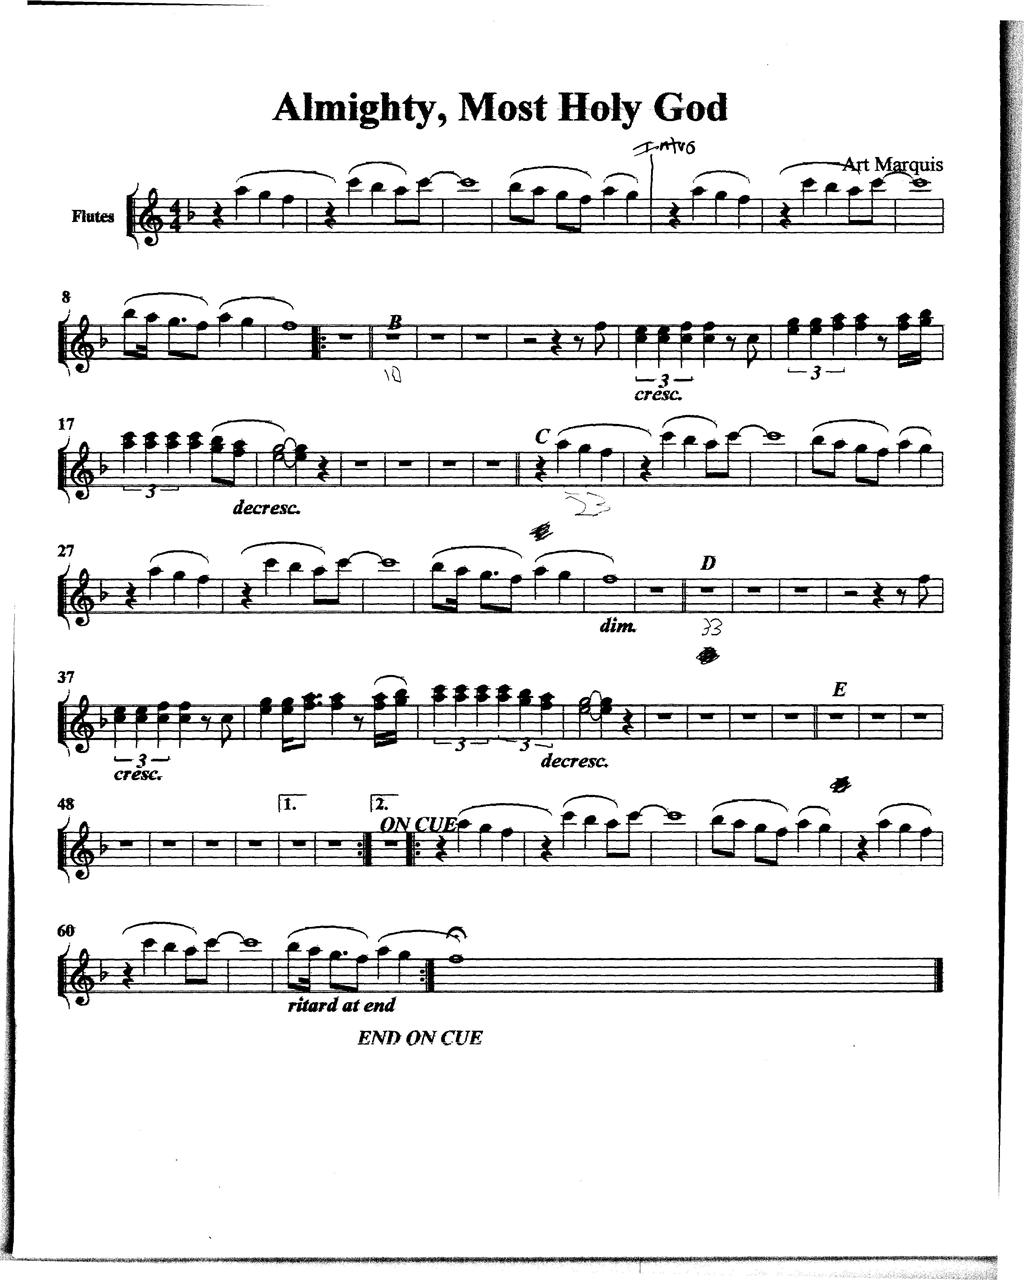 Almighty, Most Holy God
Intro
Art Marquis
Flutes
8
B
10
3
cresc.
3
17
3
decresc.
C
23
27
dim.
D
33
37
3
cresc.
3
3
decresc.
E
48
1.
2.
ON CUE
60
ritard at end
END ON CUE